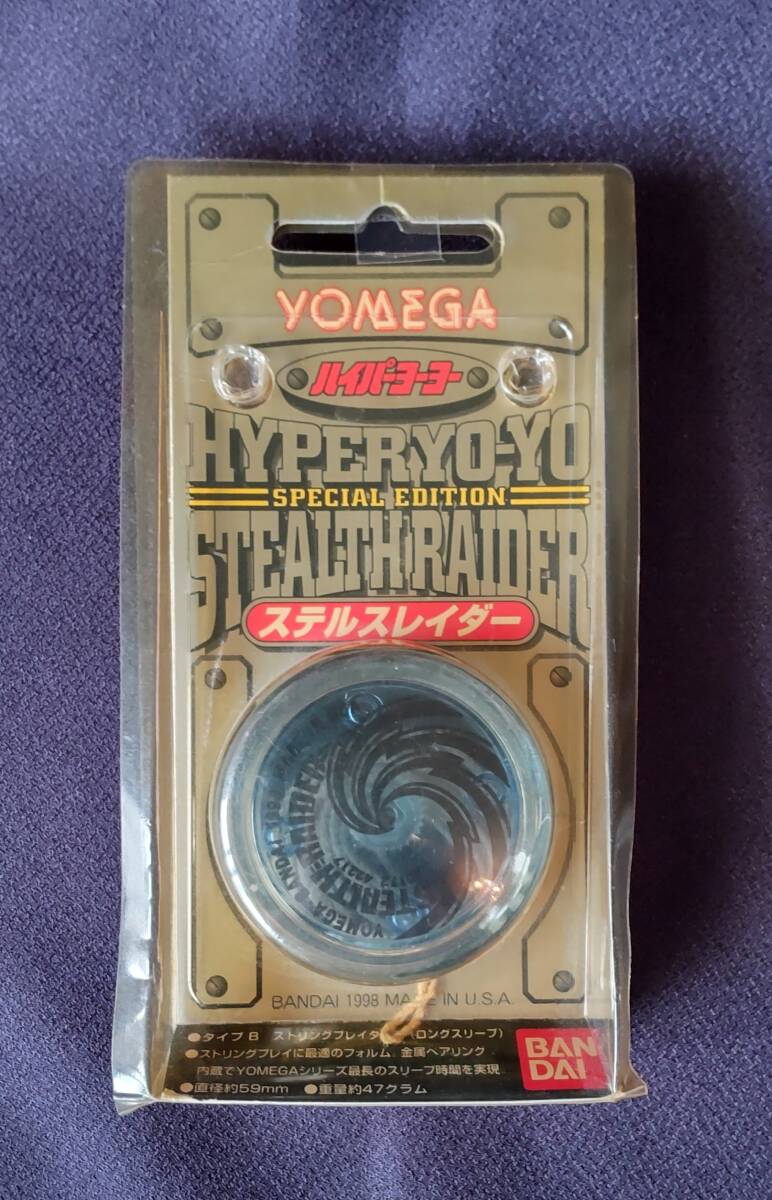 YOMEGA
ハイパーヨーヨー
HYPER YO-YO
SPECIAL EDITION
STEALTH RAIDER
ステルスレイダー
STEALTH RAIDER
YOMEGA BANDAI
BANDAI 1998 MADE IN U.S.A.
●タイプB ストリングプレイタイプ(ロングスリープ)
●ストリングプレイに最適のフォルム。金属ベアリング
内蔵でYOMEGAシリーズ最長のスリープ時間を実現
●直径約59mm ●重量約47グラム
BAN
DAI